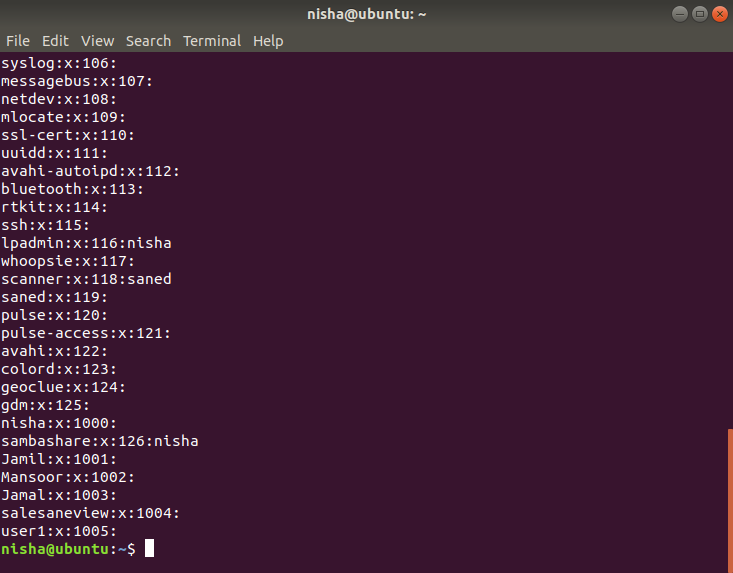 nisha@ubuntu: ~
File Edit View Search Terminal Help
syslog:x:106:
messagebus:x:107:
netdev:x:108:
mlocate:x:109:
ssl-cert:x:110:
uuidd:x:111:
avahi-autoipd:x:112:
bluetooth:x:113:
rtkit:x:114:
ssh:x:115:
lpadmin:x:116:nisha
whoopsie:x:117:
scanner:x:118:saned
saned:x:119:
pulse:x:120:
pulse-access:x:121:
avahi:x:122:
colord:x:123:
geoclue:x:124:
gdm:x:125:
nisha:x:1000:
sambashare:x:126:nisha
Jamil:x:1001:
Mansoor:x:1002:
Jamal:x:1003:
salesaneview:x:1004:
user1:x:1005:
nisha@ubuntu:~$